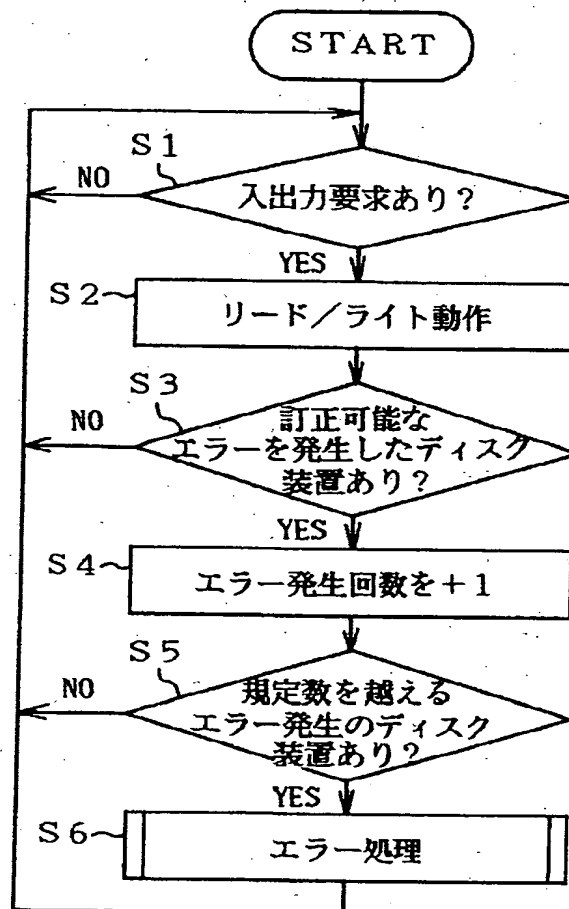 START
S1
NO
入出力要求あり？
YES
S2
リード／ライト動作
S3
NO
訂正可能な
エラーを発生したディスク
装置あり？
YES
S4
エラー発生回数を＋1
S5
NO
規定数を越える
エラー発生のディスク
装置あり？
YES
S6
エラー処理